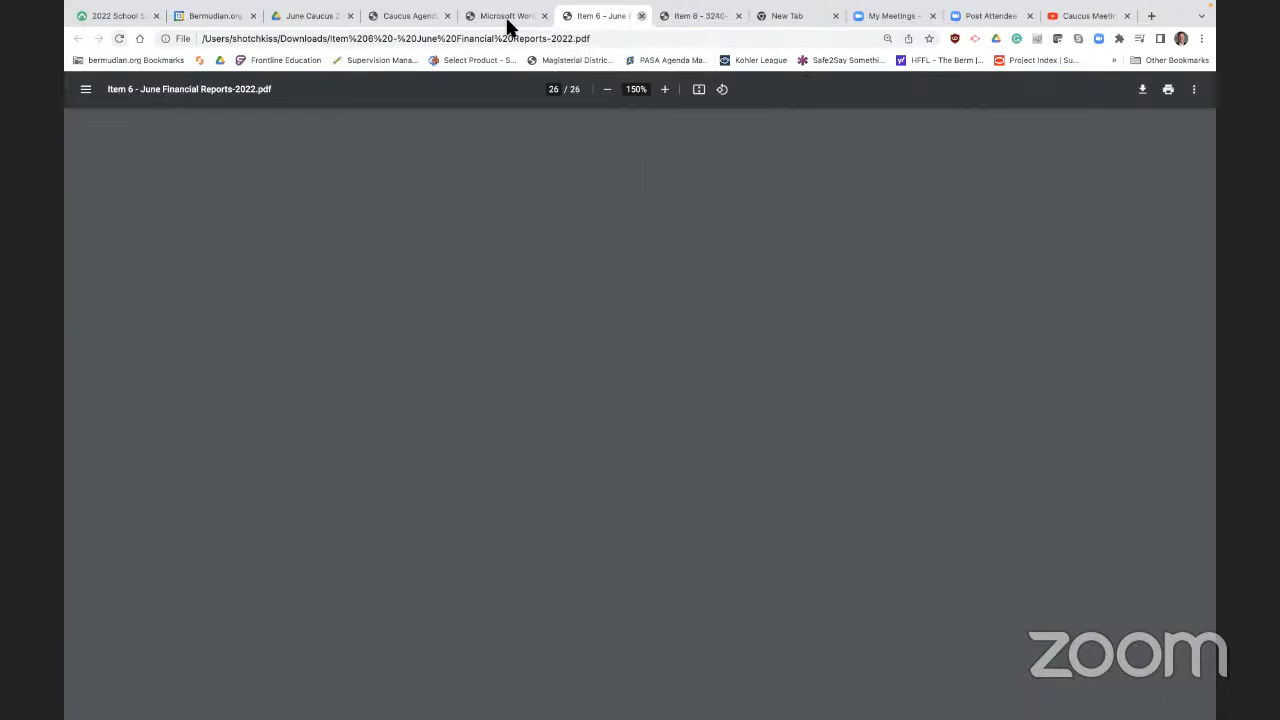 2022 School S
Bermudian.org
June Caucus 2
Caucus Agend
Microsoft Word
Item 6 - June F
Item 8 - 3240-
New Tab
My Meetings -
Post Attendee
Caucus Meetin
File
/Users/shotchkiss/Downloads/Item%206%20-%20June%20Financial%20Reports-2022.pdf
bermudian.org Bookmarks
Frontline Education
Supervision Mana...
Select Product - S...
Magisterial Distric...
PASA Agenda Ma...
Kohler League
Safe2Say Somethi...
HFFL - The Berm |...
Project Index | Su...
»
Other Bookmarks
Item 6 - June Financial Reports-2022.pdf
26 / 26
150%
zoom